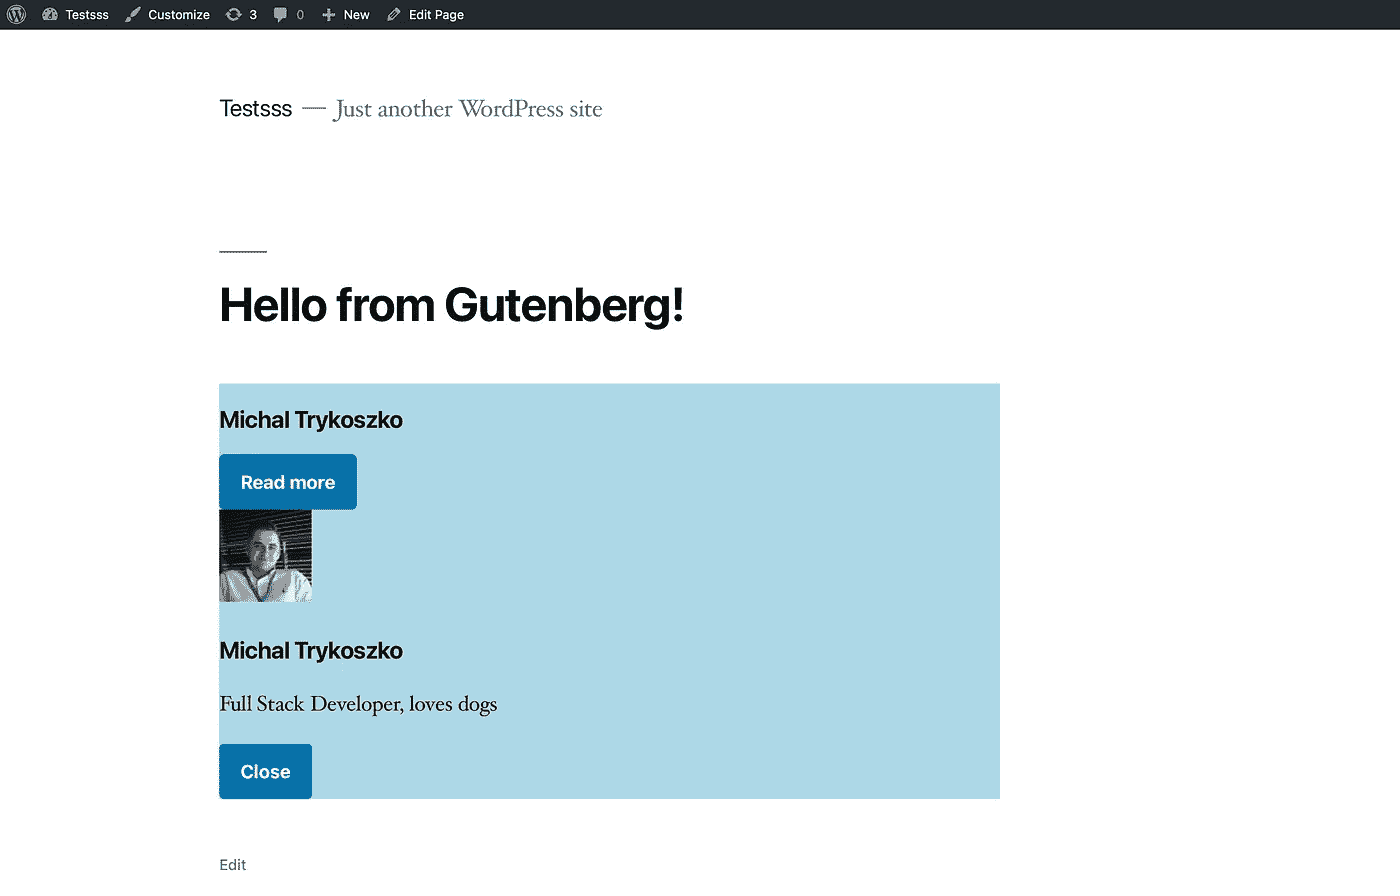 Testsss Customize 3 0 New Edit Page
Testsss — Just another WordPress site
Hello from Gutenberg!
Michal Trykoszko
Read more
Michal Trykoszko
Full Stack Developer, loves dogs
Close
Edit